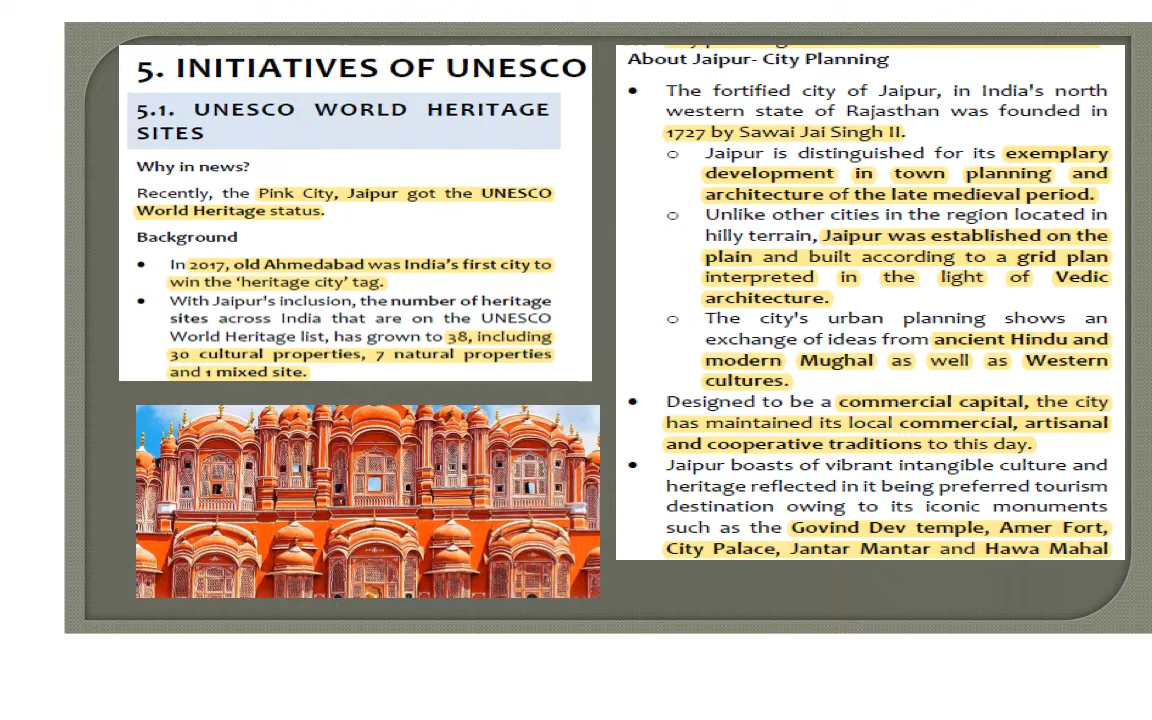 5. INITIATIVES OF UNESCO
5.1. UNESCO WORLD HERITAGE
SITES
Why in news?
Recently, the Pink City, Jaipur got the UNESCO
World Heritage status.
Background
• In 2017, old Ahmedabad was India's first city to
win the 'heritage city' tag.
• With Jaipur's inclusion, the number of heritage
sites across India that are on the UNESCO
World Heritage list, has grown to 38, including
30 cultural properties, 7 natural properties
and 1 mixed site.
About Jaipur- City Planning
• The fortified city of Jaipur, in India's north
western state of Rajasthan was founded in
1727 by Sawai Jai Singh II.
o Jaipur is distinguished for its exemplary
development in town planning and
architecture of the late medieval period.
o Unlike other cities in the region located in
hilly terrain, Jaipur was established on the
plain and built according to a grid plan
interpreted in the light of Vedic
architecture.
o The city's urban planning shows an
exchange of ideas from ancient Hindu and
modern Mughal as well as Western
cultures.
• Designed to be a commercial capital, the city
has maintained its local commercial, artisanal
and cooperative traditions to this day.
• Jaipur boasts of vibrant intangible culture and
heritage reflected in it being preferred tourism
destination owing to its iconic monuments
such as the Govind Dev temple, Amer Fort,
City Palace, Jantar Mantar and Hawa Mahal